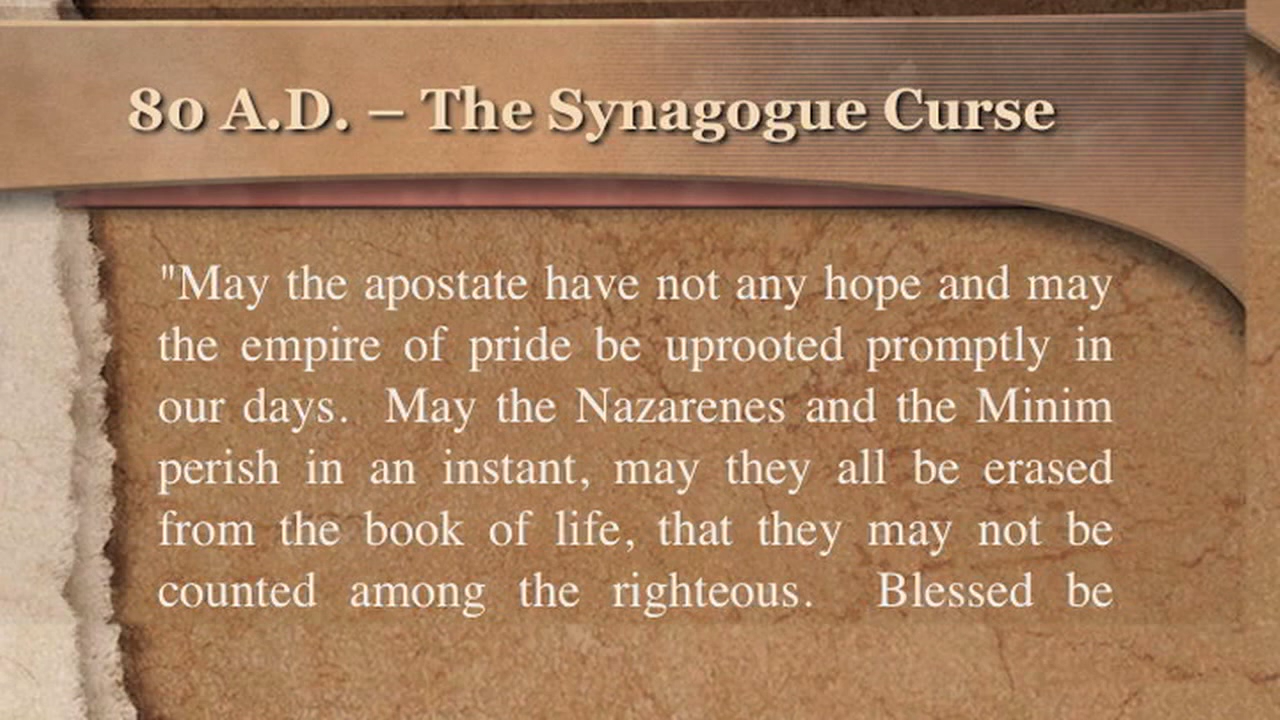 80 A.D. – The Synagogue Curse
"May the apostate have not any hope and may
the empire of pride be uprooted promptly in
our days.  May the Nazarenes and the Minim
perish in an instant, may they all be erased
from the book of life, that they may not be
counted among the righteous.  Blessed be